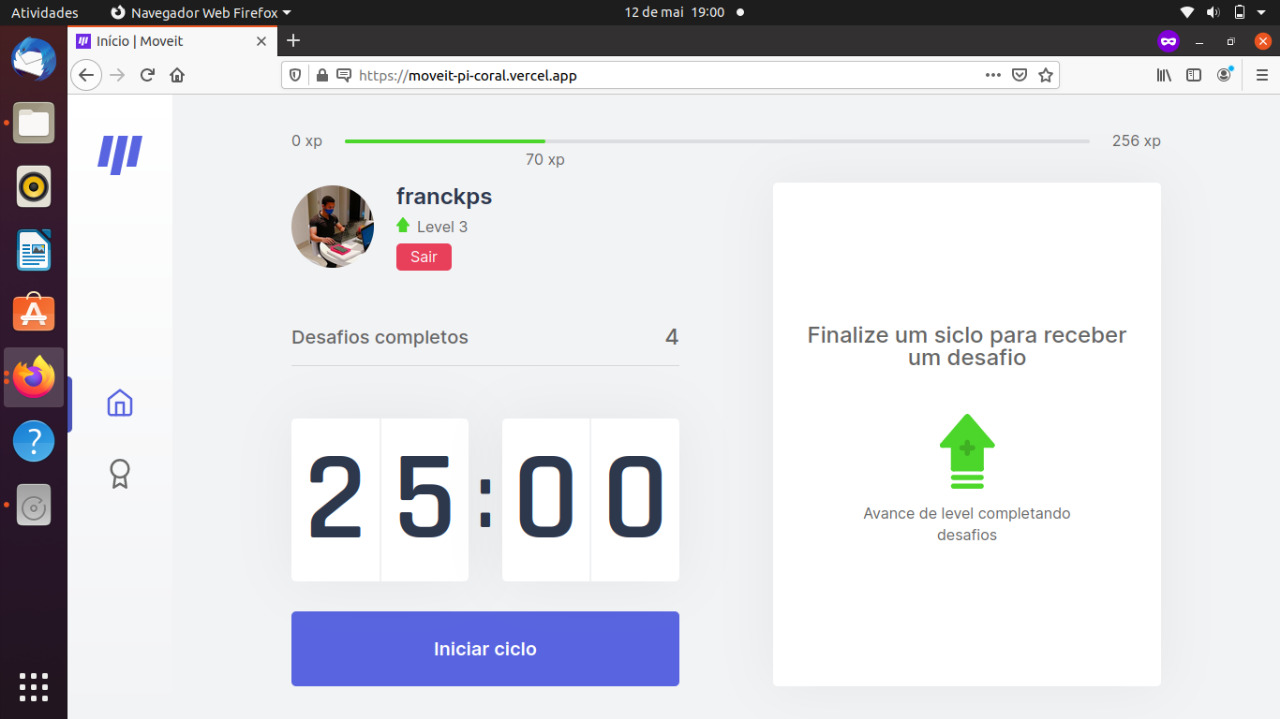 Atividades
Navegador Web Firefox
12 de mai 19:00
Início | Moveit
https://moveit-pi-coral.vercel.app
0 xp
256 xp
70 xp
franckps
Level 3
Sair
Desafios completos
4
25:00
Iniciar ciclo
Finalize um siclo para receber
um desafio
Avance de level completando
desafios